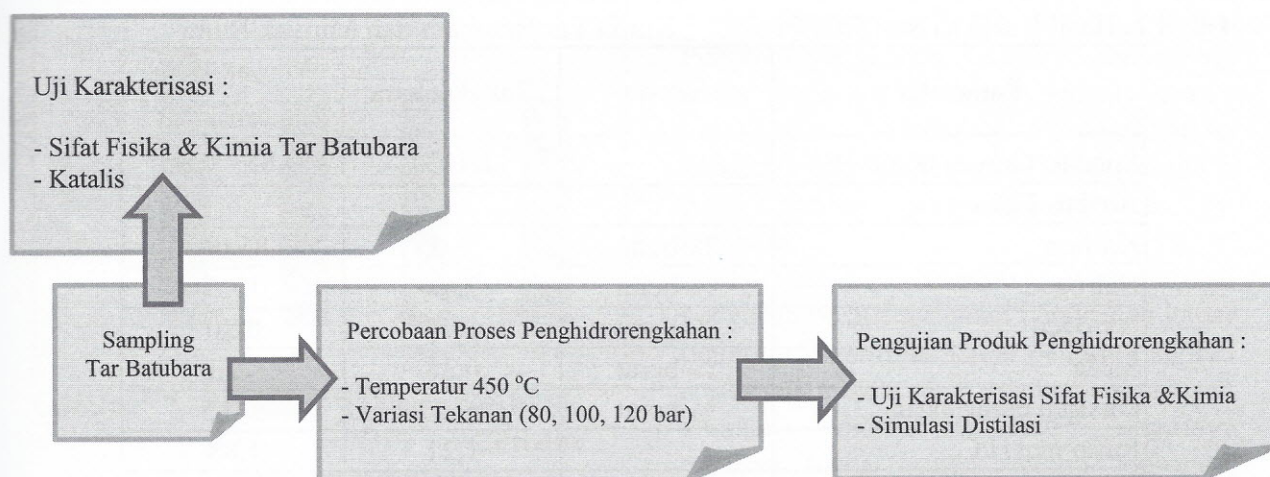 Uji Karakterisasi :
- Sifat Fisika & Kimia Tar Batubara
- Katalis
Sampling
Tar Batubara
Percobaan Proses Penghidrorengkahan :
- Temperatur 450 °C
- Variasi Tekanan (80, 100, 120 bar)
Pengujian Produk Penghidrorengkahan :
- Uji Karakterisasi Sifat Fisika &Kimia
- Simulasi Distilasi